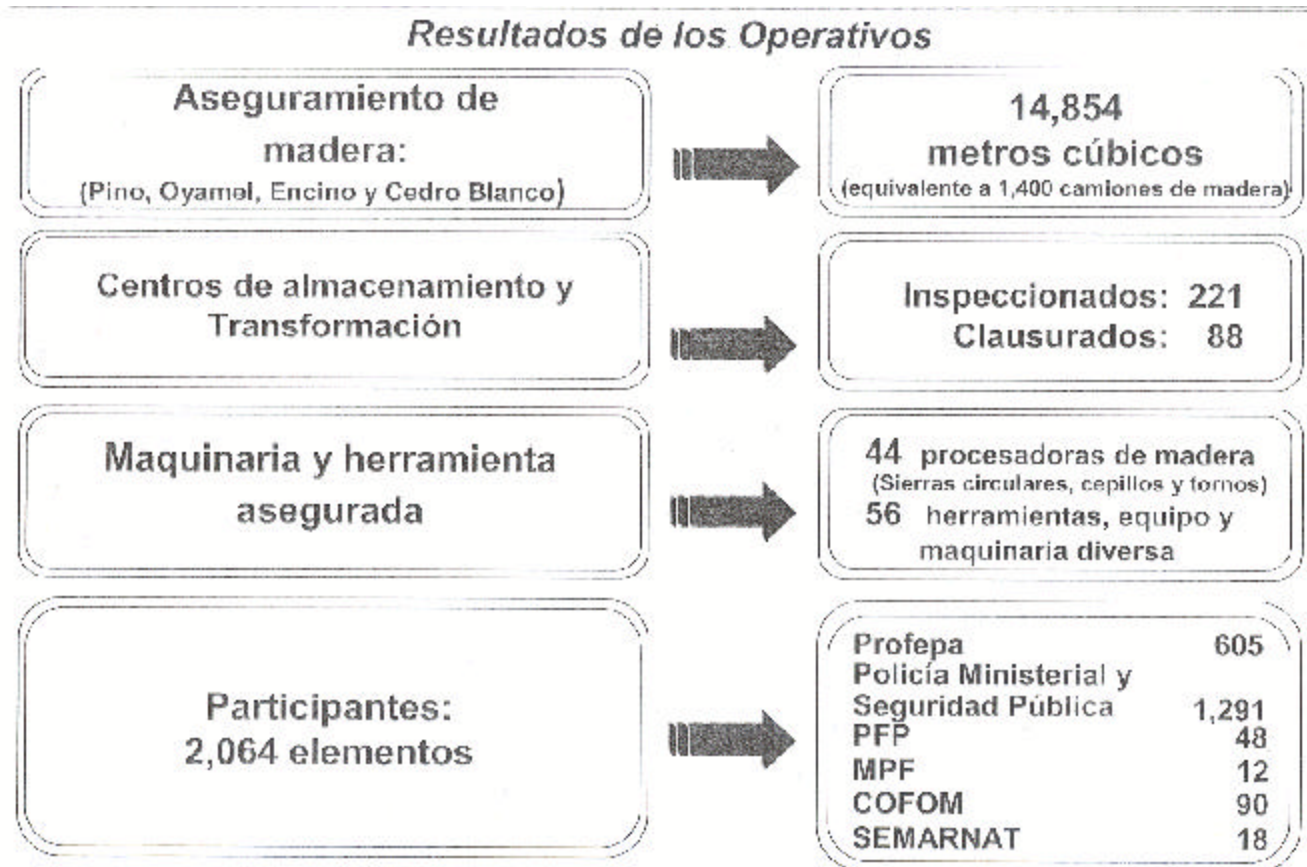 Resultados de los Operativos
Aseguramiento de
madera:
(Pino, Oyamel, Encino y Cedro Blanco)
14,854
metros cúbicos
(equivalente a 1,400 camiones de madera)
Centros de almacenamiento y
Transformación
Inspeccionados: 221
Clausurados: 88
Maquinaria y herramienta
asegurada
44 procesadoras de madera
(Sierras circulares, cepillos y tornos)
56 herramientas, equipo y
maquinaria diversa
Participantes:
2,064 elementos
Profepa 605
Policía Ministerial y
Seguridad Pública 1,291
PFP 48
MPF 12
COFOM 90
SEMARNAT 18